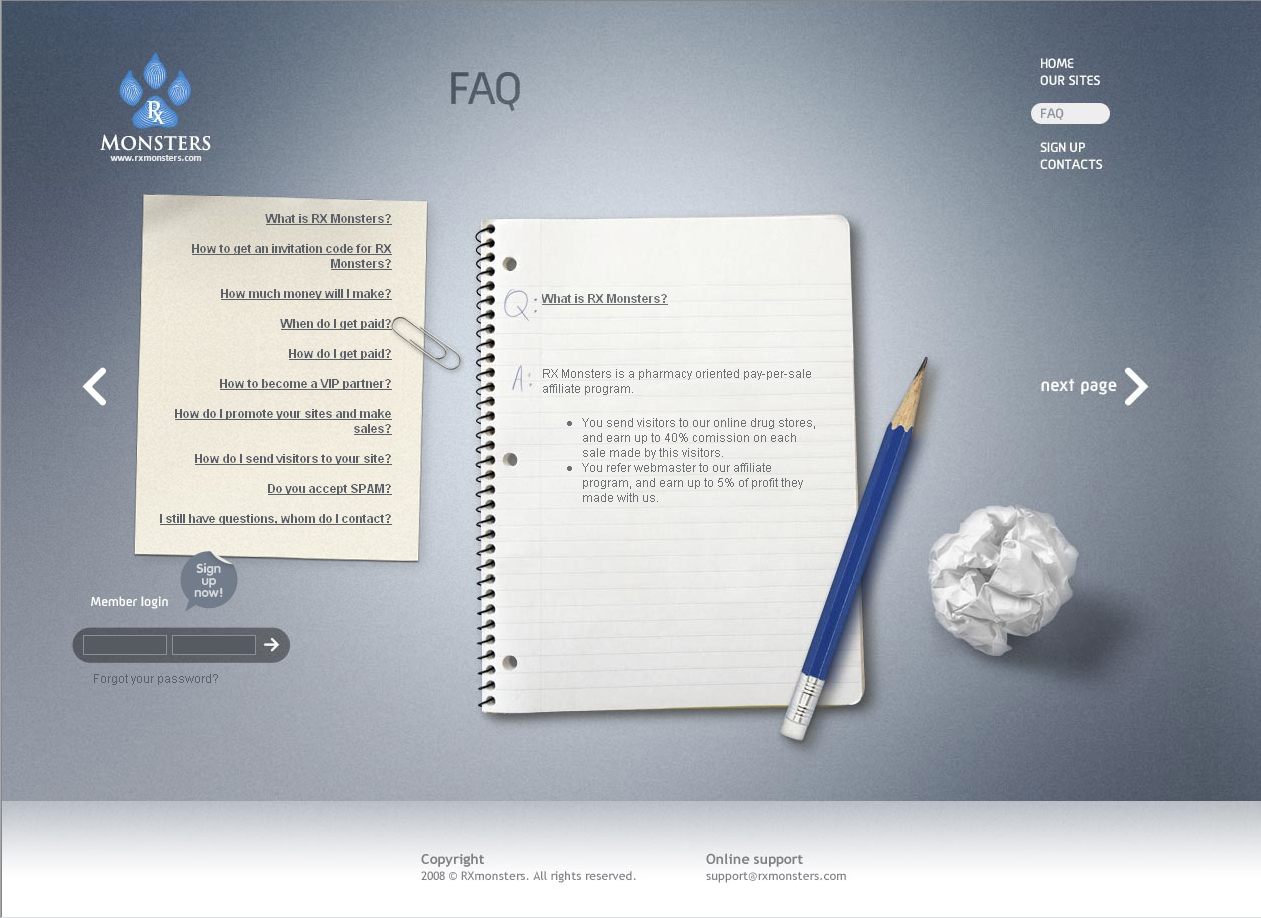 Rx
MONSTERS
www.rxmonsters.com
FAQ
HOME
OUR SITES
FAQ
SIGN UP
CONTACTS
What is RX Monsters?
How to get an invitation code for RX
Monsters?
How much money will I make?
When do I get paid?
How do I get paid?
How to become a VIP partner?
How do I promote your sites and make
sales?
How do I send visitors to your site?
Do you accept SPAM?
I still have questions, whom do I contact?
Q: What is RX Monsters?
A: RX Monsters is a pharmacy oriented pay-per-sale
affiliate program.
• You send visitors to our online drug stores,
and earn up to 40% comission on each
sale made by this visitors.
• You refer webmaster to our affiliate
program, and earn up to 5% of profit they
made with us.
next page
Sign
up
now!
Member login
Forgot your password?
Copyright
2008 © RXmonsters. All rights reserved.
Online support
support@rxmonsters.com